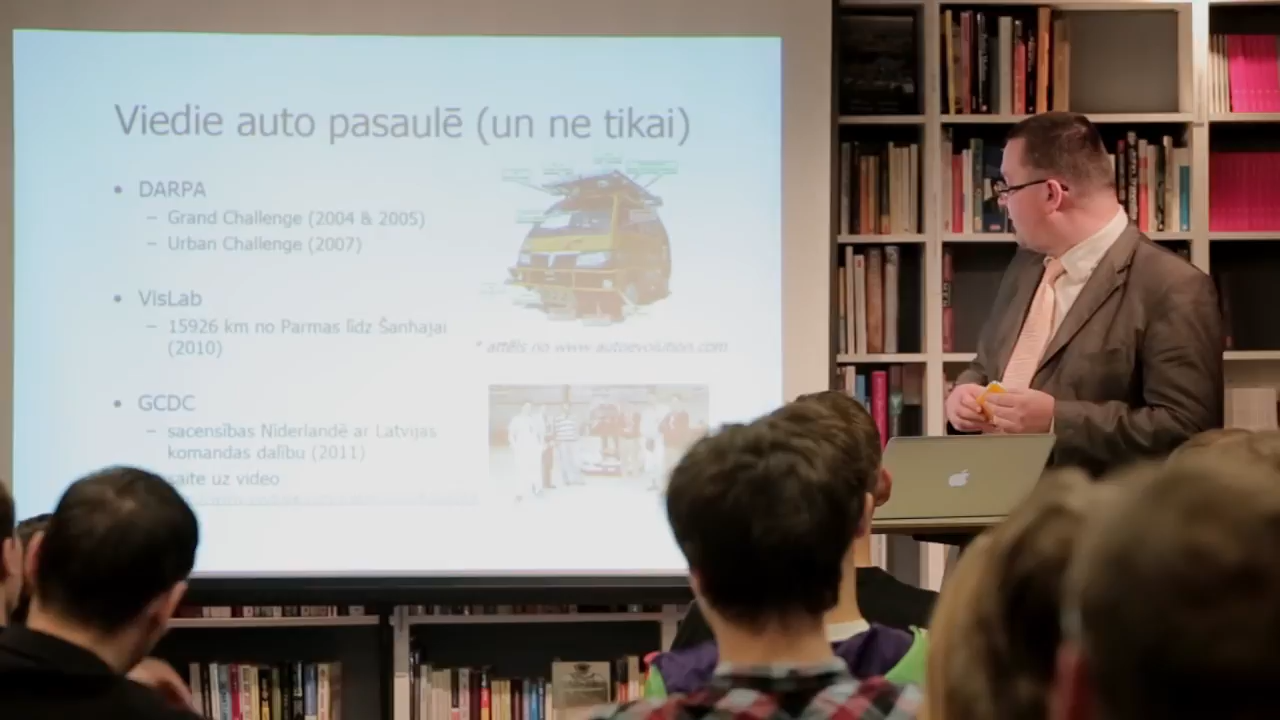 Viedie auto pasaulē (un ne tikai)
• DARPA
– Grand Challenge (2004 & 2005)
– Urban Challenge (2007)
• VisLab
– 15926 km no Parmas līdz Šanhajai
(2010)
* attēls no www.autoevolution.com
• GCDC
– sacensības Nīderlandē ar Latvijas
komandas dalību (2011)
saite uz video